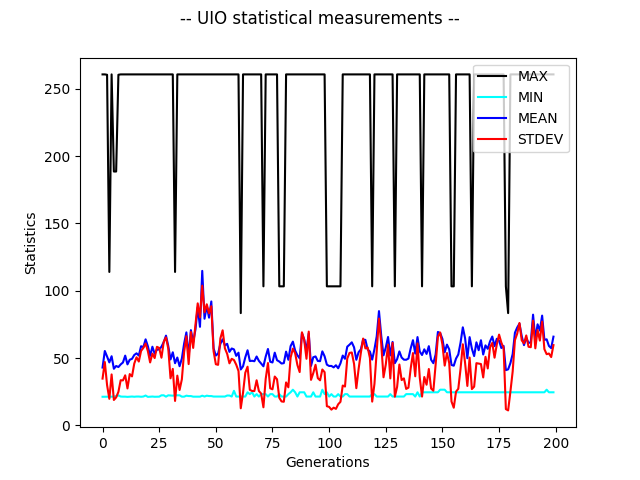 -- UIO statistical measurements --
MAX
MIN
MEAN
STDEV
250
200
150
100
50
0
Statistics
0 25 50 75 100 125 150 175 200
Generations